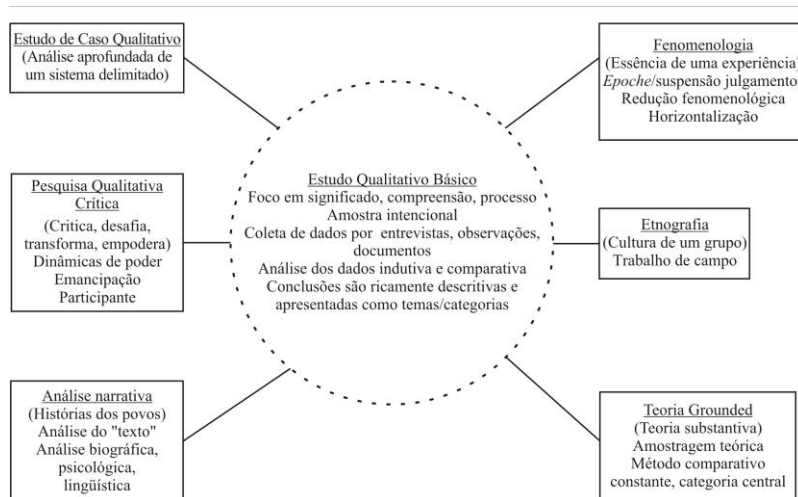 Estudo de Caso Qualitativo
(Análise aprofundada de
um sistema delimitado)
Fenomenologia
(Essência de uma experiência)
Epoche/suspensão julgamento
Redução fenomenológica
Horizontalização
Pesquisa Qualitativa
Crítica
(Critica, desafia,
transforma, empodera)
Dinâmicas de poder
Emancipação
Participante
Estudo Qualitativo Básico
Foco em significado, compreensão, processo
Amostra intencional
Coleta de dados por entrevistas, observações,
documentos
Análise dos dados indutiva e comparativa
Conclusões são ricamente descritivas e
apresentadas como temas/categorias
Etnografia
(Cultura de um grupo)
Trabalho de campo
Análise narrativa
(Histórias dos povos)
Análise do "texto"
Análise biográfica,
psicológica,
lingüística
Teoria Grounded
(Teoria substantiva)
Amostragem teórica
Método comparativo
constante, categoria central